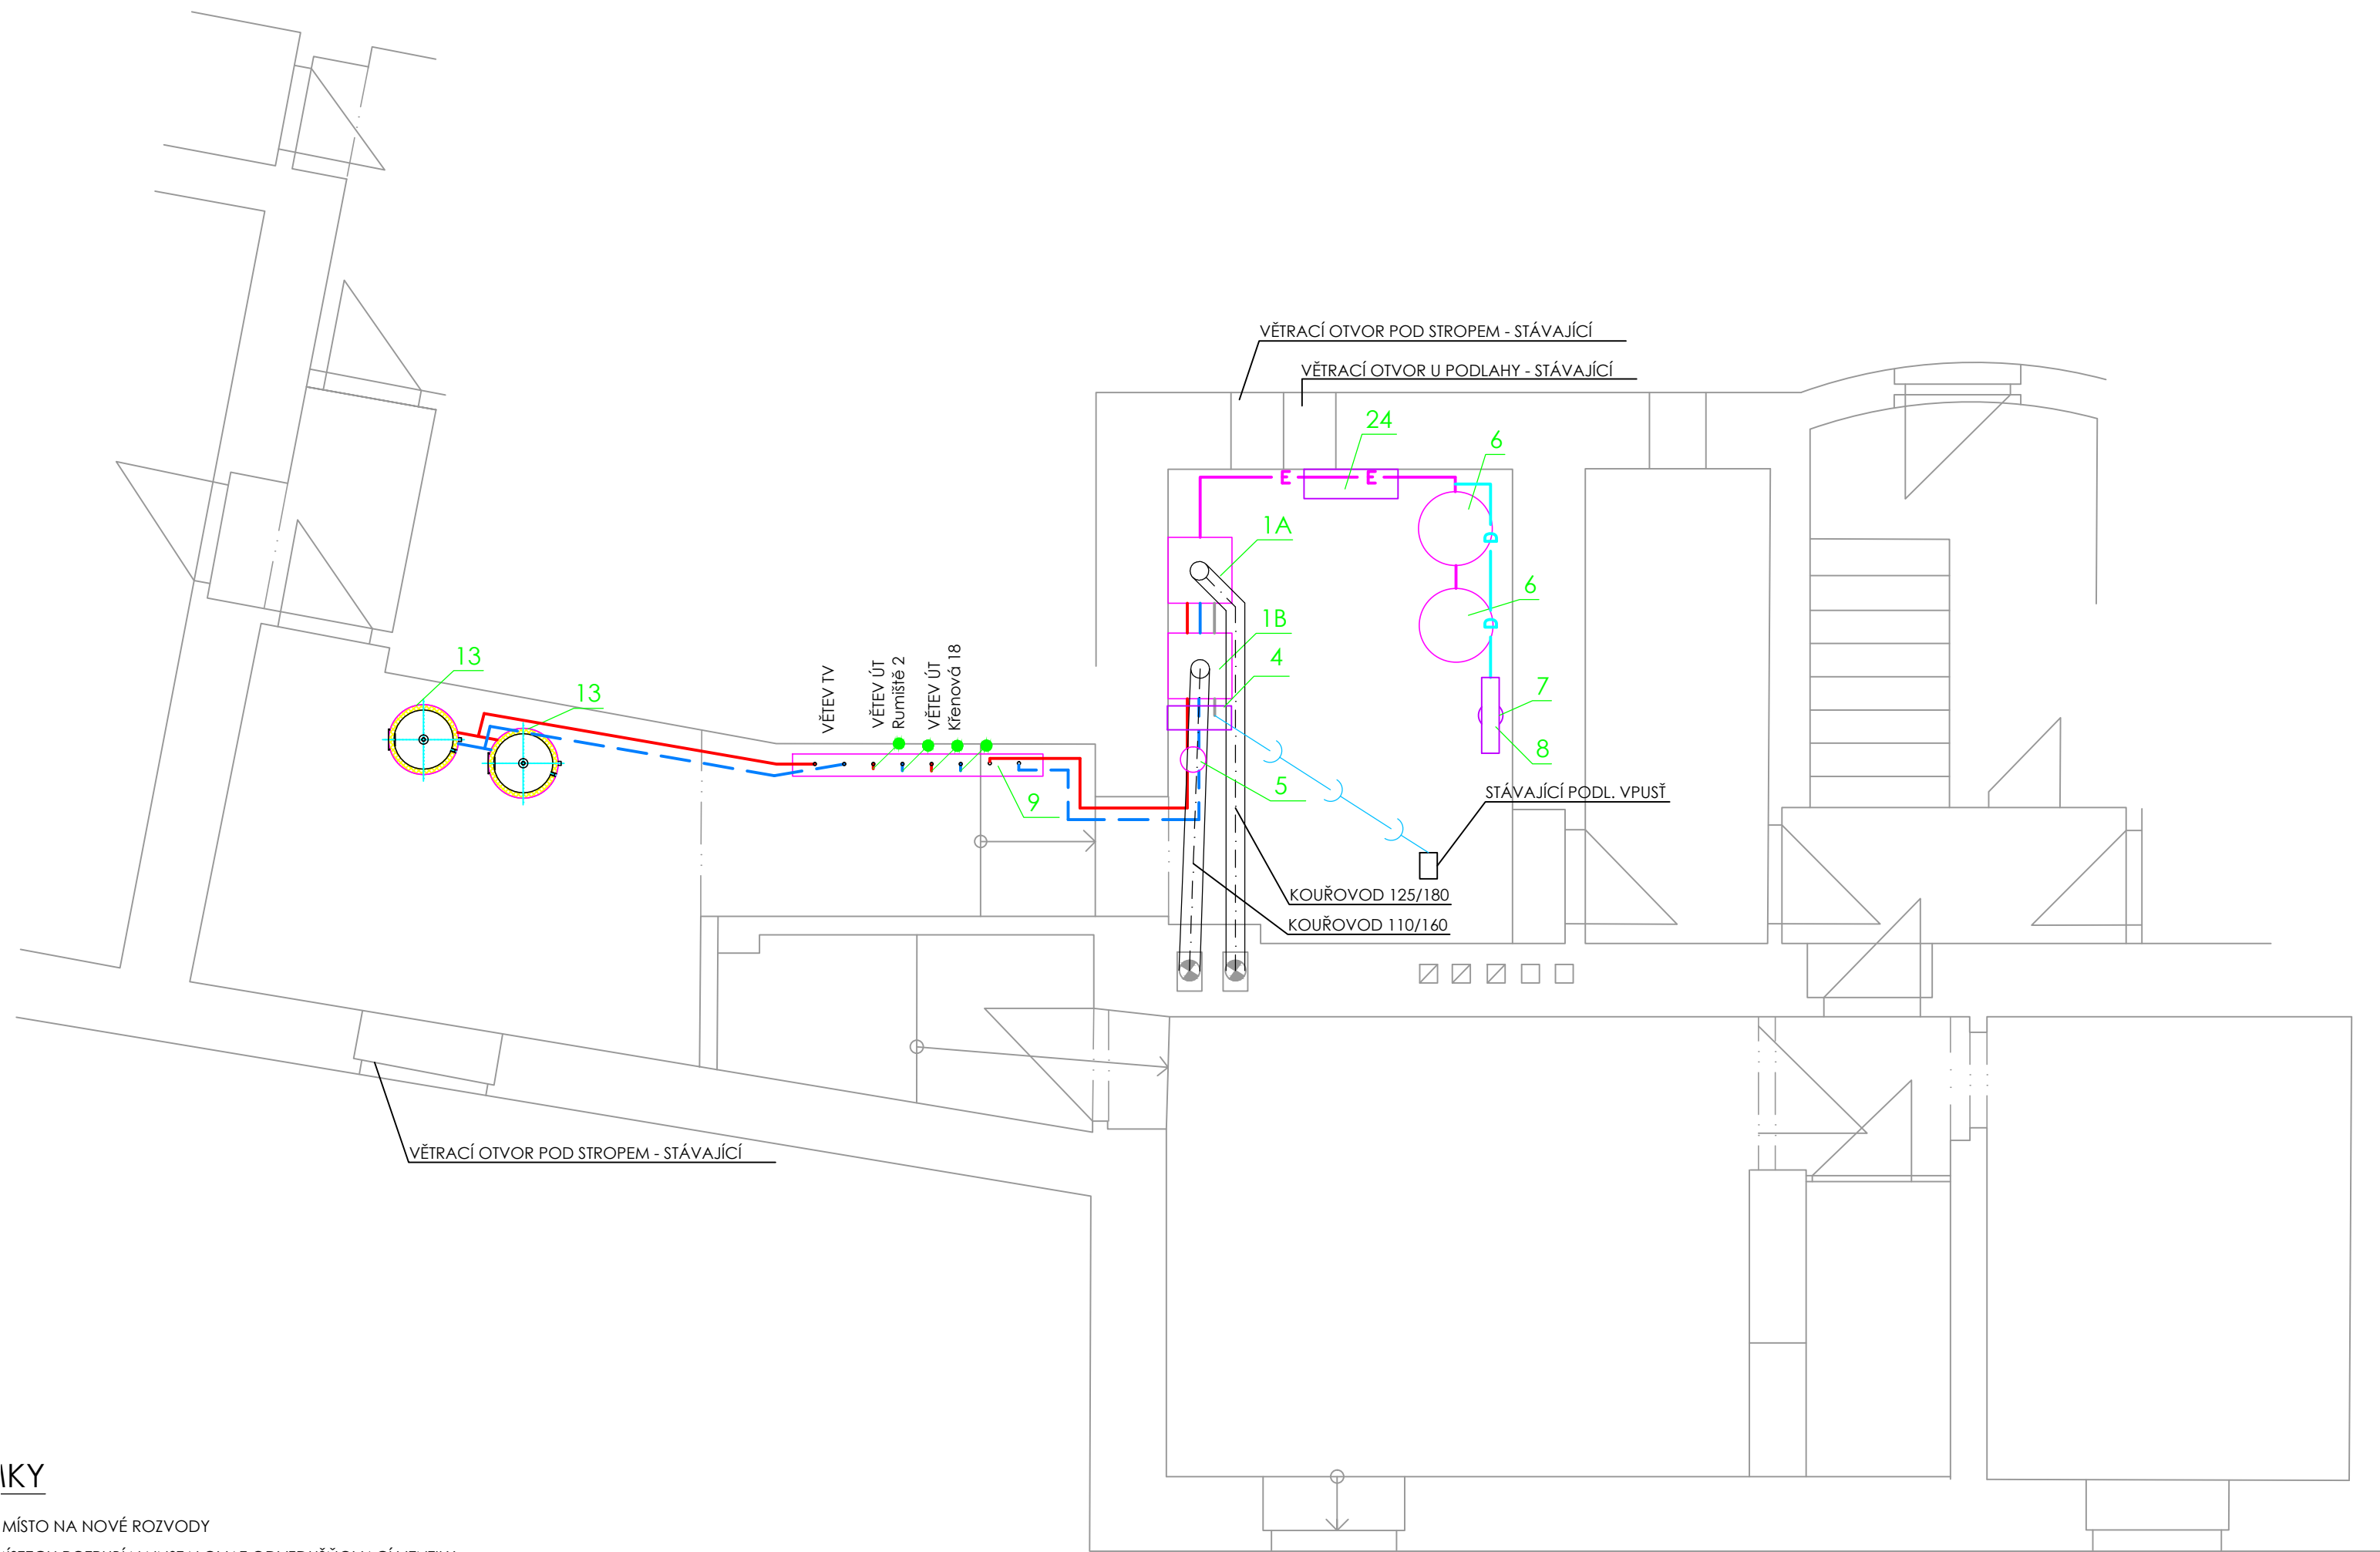 VĚTRACÍ OTVOR POD STROPEM - STÁVAJÍCÍ
VĚTRACÍ OTVOR U PODLAHY - STÁVAJÍCÍ
24
6
E
E
1A
D
6
1B
D
4
13
13
VĚTEV TV
VĚTEV ÚT
Rumiště 2
VĚTEV ÚT
Křenová 18
7
8
5
9
STÁVAJÍCÍ PODL. VPUSŤ
KOUŘOVOD 125/180
KOUŘOVOD 110/160
VĚTRACÍ OTVOR POD STROPEM - STÁVAJÍCÍ
KY
MÍSTO NA NOVÉ ROZVODY